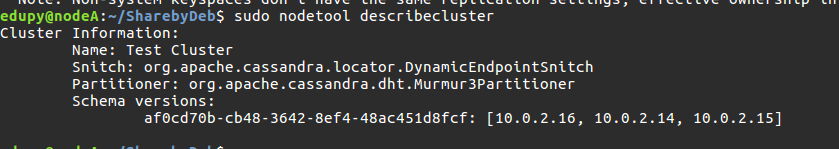 Note: Non-system keyspaces don't have the same replication settings, effective ownership in
edupy@nodeA:~/SharebyDeb$ sudo nodetool describecluster
Cluster Information:
Name: Test Cluster
Snitch: org.apache.cassandra.locator.DynamicEndpointSnitch
Partitioner: org.apache.cassandra.dht.Murmur3Partitioner
Schema versions:
af0cd70b-cb48-3642-8ef4-48ac451d8fcf: [10.0.2.16, 10.0.2.14, 10.0.2.15]